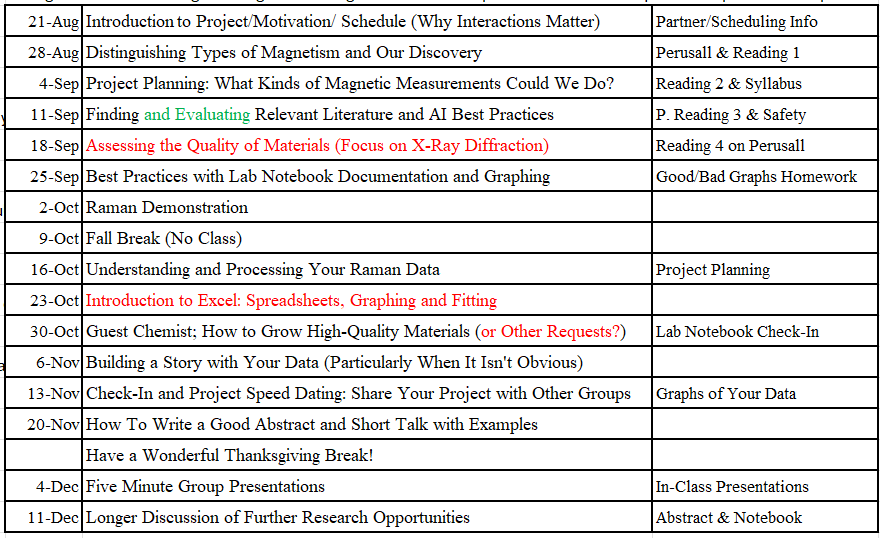 21-Aug Introduction to Project/Motivation/ Schedule (Why Interactions Matter) Partner/Scheduling Info
28-Aug Distinguishing Types of Magnetism and Our Discovery Perusall & Reading 1
4-Sep Project Planning: What Kinds of Magnetic Measurements Could We Do? Reading 2 & Syllabus
11-Sep Finding and Evaluating Relevant Literature and AI Best Practices P. Reading 3 & Safety
18-Sep Assessing the Quality of Materials (Focus on X-Ray Diffraction) Reading 4 on Perusall
25-Sep Best Practices with Lab Notebook Documentation and Graphing Good/Bad Graphs Homework
2-Oct Raman Demonstration
9-Oct Fall Break (No Class)
16-Oct Understanding and Processing Your Raman Data Project Planning
23-Oct Introduction to Excel: Spreadsheets, Graphing and Fitting
30-Oct Guest Chemist; How to Grow High-Quality Materials (or Other Requests?) Lab Notebook Check-In
6-Nov Building a Story with Your Data (Particularly When It Isn't Obvious)
13-Nov Check-In and Project Speed Dating: Share Your Project with Other Groups Graphs of Your Data
20-Nov How To Write a Good Abstract and Short Talk with Examples
Have a Wonderful Thanksgiving Break!
4-Dec Five Minute Group Presentations In-Class Presentations
11-Dec Longer Discussion of Further Research Opportunities Abstract & Notebook